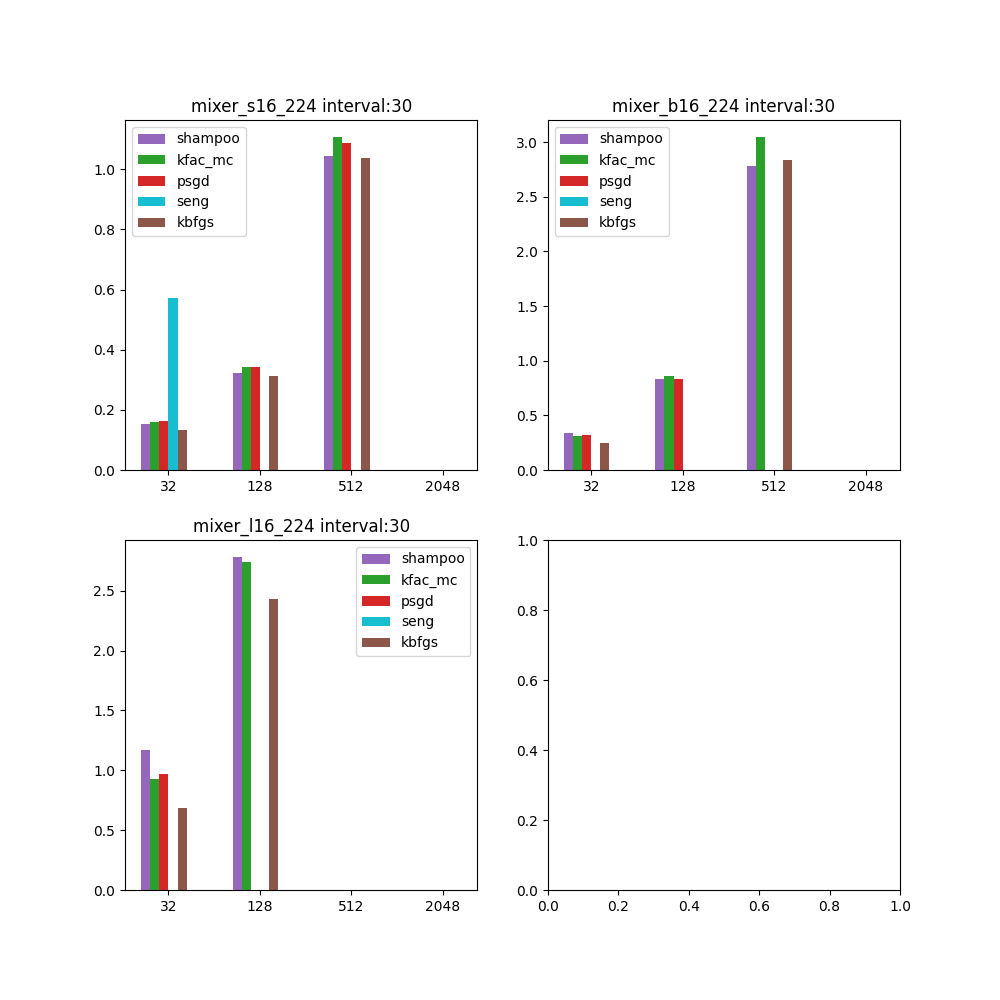 mixer_s16_224 interval:30
1.0
0.8
0.6
0.4
0.2
0.0
shampoo
kfac_mc
psgd
seng
kbfgs
32 128 512 2048
mixer_b16_224 interval:30
3.0
2.5
2.0
1.5
1.0
0.5
0.0
shampoo
kfac_mc
psgd
seng
kbfgs
32 128 512 2048
mixer_l16_224 interval:30
2.5
2.0
1.5
1.0
0.5
0.0
shampoo
kfac_mc
psgd
seng
kbfgs
32 128 512 2048
1.0
0.8
0.6
0.4
0.2
0.0
0.0 0.2 0.4 0.6 0.8 1.0